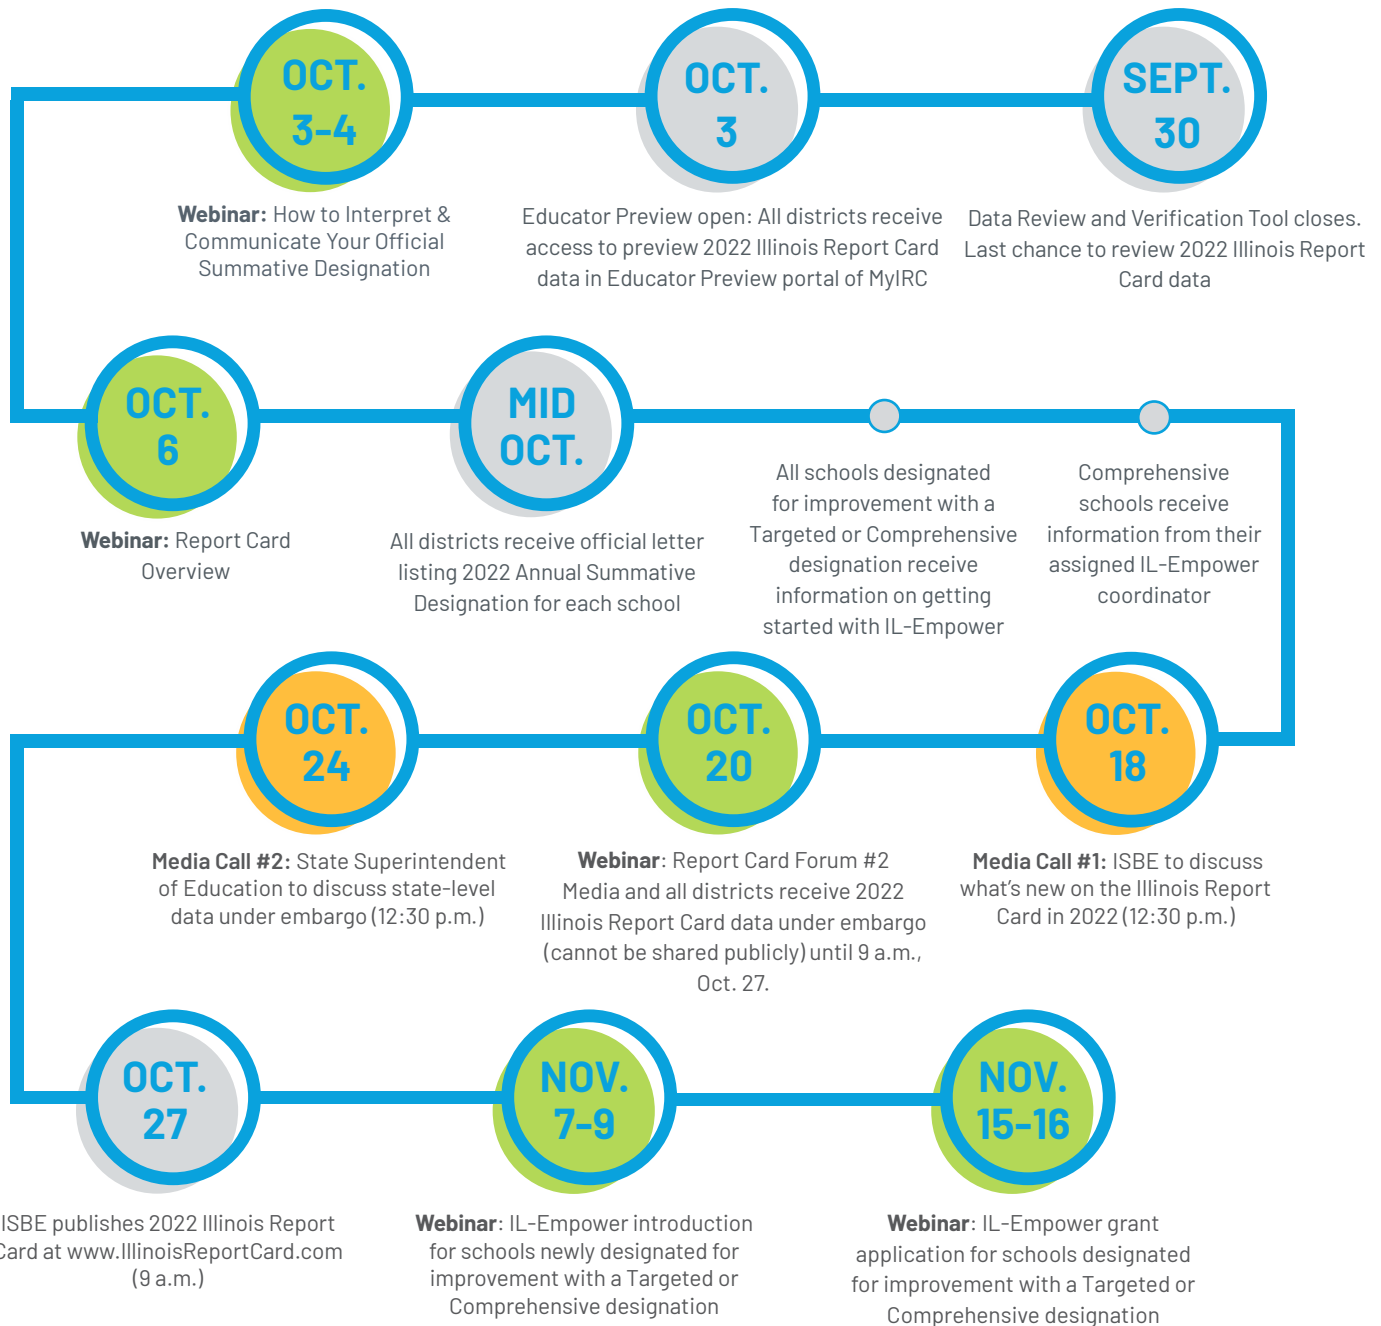 SEPT.
30
Data Review and Verification Tool closes.
Last chance to review 2022 Illinois Report
Card data
OCT.
3
Educator Preview open: All districts receive
access to preview 2022 Illinois Report Card
data in Educator Preview portal of MyIRC
OCT.
3-4
Webinar: How to Interpret &
Communicate Your Official
Summative Designation
OCT.
6
Webinar: Report Card
Overview
MID
OCT.
All districts receive official letter
listing 2022 Annual Summative
Designation for each school
All schools designated
for improvement with a
Targeted or Comprehensive
designation receive
information on getting
started with IL-Empower
Comprehensive
schools receive
information from their
assigned IL-Empower
coordinator
OCT.
18
Media Call #1: ISBE to discuss
what's new on the Illinois Report
Card in 2022 (12:30 p.m.)
OCT.
20
Webinar: Report Card Forum #2
Media and all districts receive 2022
Illinois Report Card data under embargo
(cannot be shared publicly) until 9 a.m.,
Oct. 27.
OCT.
24
Media Call #2: State Superintendent
of Education to discuss state-level
data under embargo (12:30 p.m.)
OCT.
27
ISBE publishes 2022 Illinois Report
Card at www.IllinoisReportCard.com
(9 a.m.)
NOV.
7-9
Webinar: IL-Empower introduction
for schools newly designated for
improvement with a Targeted or
Comprehensive designation
NOV.
15-16
Webinar: IL-Empower grant
application for schools designated
for improvement with a Targeted or
Comprehensive designation